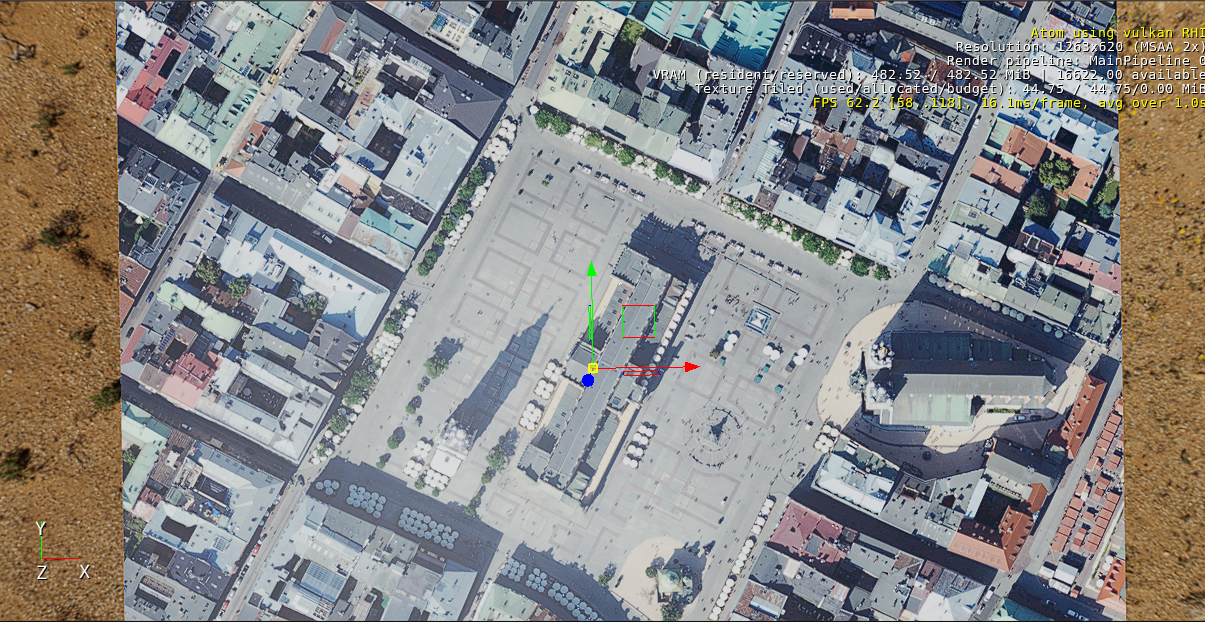 Atom using vulkan RHI
Resolution: 1263x620 (MSAA 2x)
Render pipeline: MainPipeline_0
VRAM (resident/reserved): 482.52 / 482.52 MiB | 16622.00 available
Texture Tiled (used/allocated/budget): 44.75 / 44.75/0.00 MiB
FPS 62.2 [58..118], 16.1ms/frame, avg over 1.0s
Y
Z X